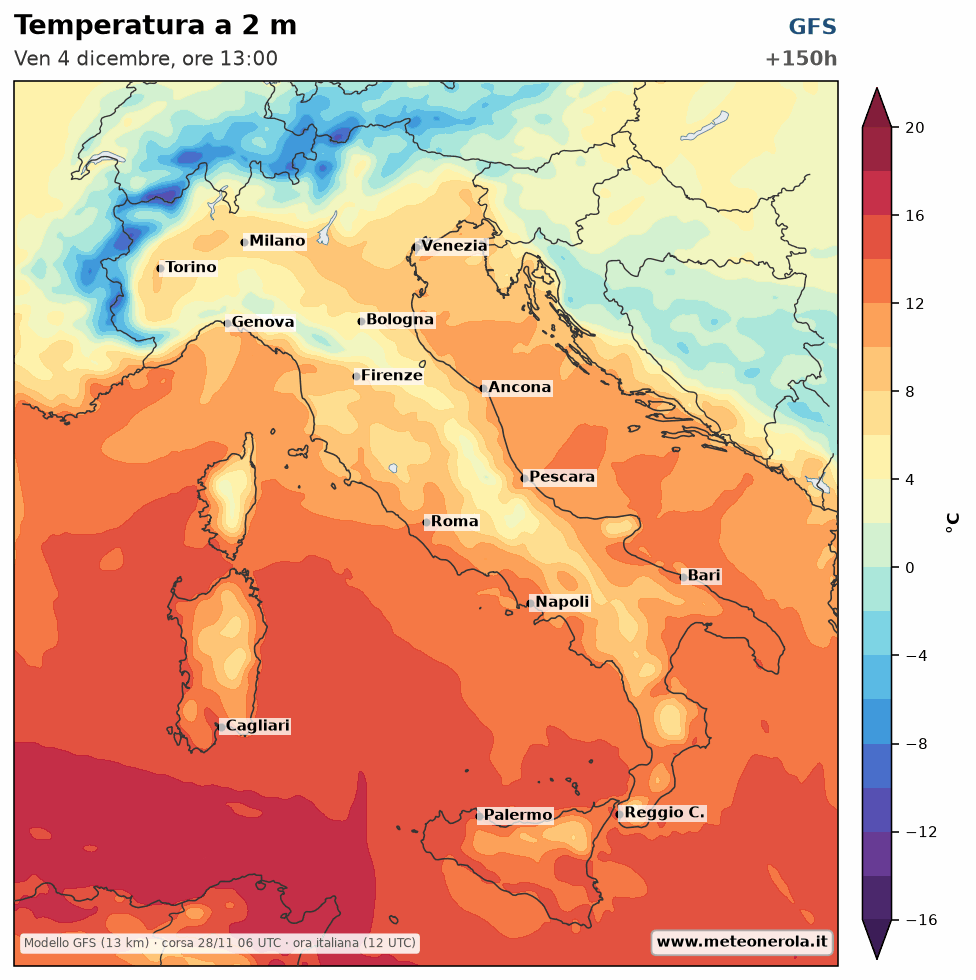 Temperatura a 2 m
GFS
Ven 4 dicembre, ore 13:00
+150h
Milano
Venezia
Torino
Genova
Bologna
Firenze
Ancona
Pescara
Roma
Bari
Napoli
Cagliari
Palermo
Reggio C.
20
16
12
8
4
0
−4
−8
−12
−16
°C
Modello GFS (13 km) · corsa 28/11 06 UTC · ora italiana (12 UTC)
www.meteonerola.it